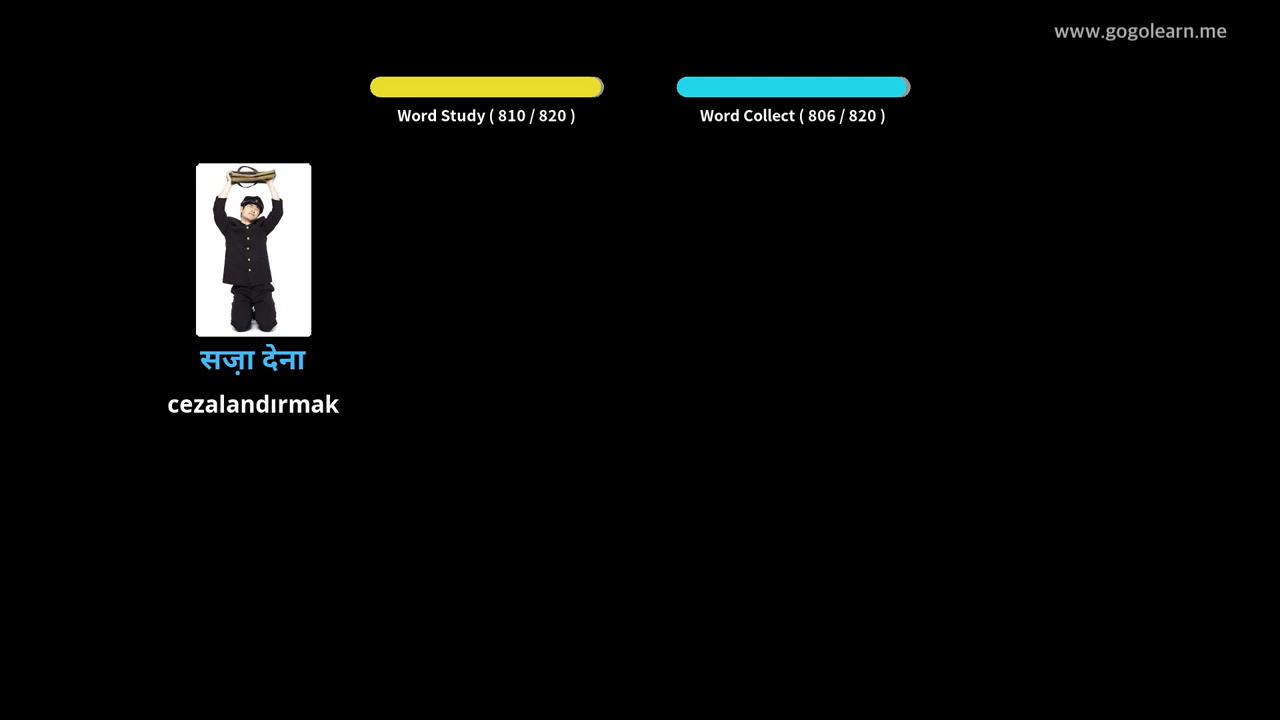 www.gogolearn.me
Word Study ( 810 / 820 )
Word Collect ( 806 / 820 )
सज़ा देना
cezalandırmak